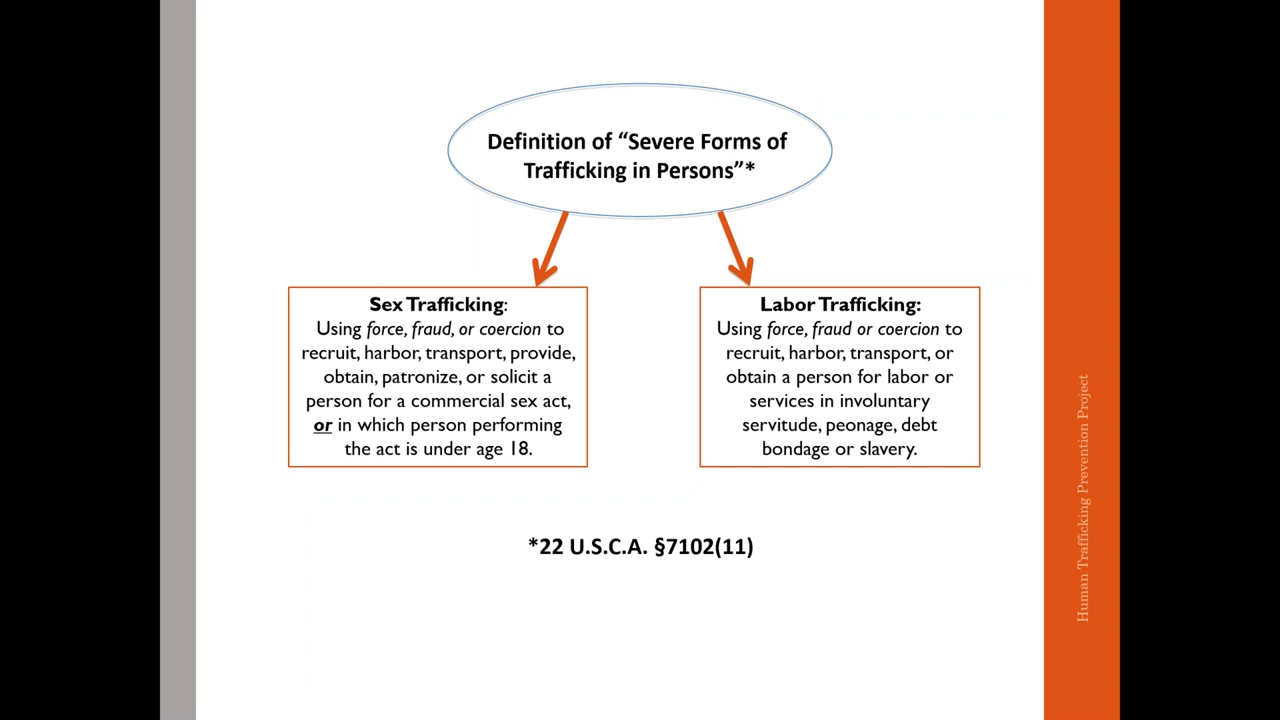 Definition of “Severe Forms of
Trafficking in Persons”*
Sex Trafficking:
Using force, fraud, or coercion to
recruit, harbor, transport, provide,
obtain, patronize, or solicit a
person for a commercial sex act,
or in which person performing
the act is under age 18.
Labor Trafficking:
Using force, fraud or coercion to
recruit, harbor, transport, or
obtain a person for labor or
services in involuntary
servitude, peonage, debt
bondage or slavery.
*22 U.S.C.A. §7102(11)
Human Trafficking Prevention Project